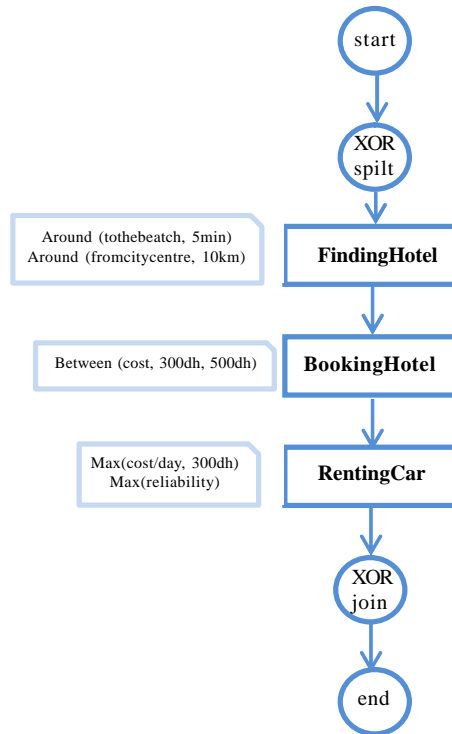 start
XOR
spilt
Around (tothebeatch, 5min)
Around (fromcitycentre, 10km)
FindingHotel
Between (cost, 300dh, 500dh)
BookingHotel
Max(cost/day, 300dh)
Max(reliability)
RentingCar
XOR
join
end